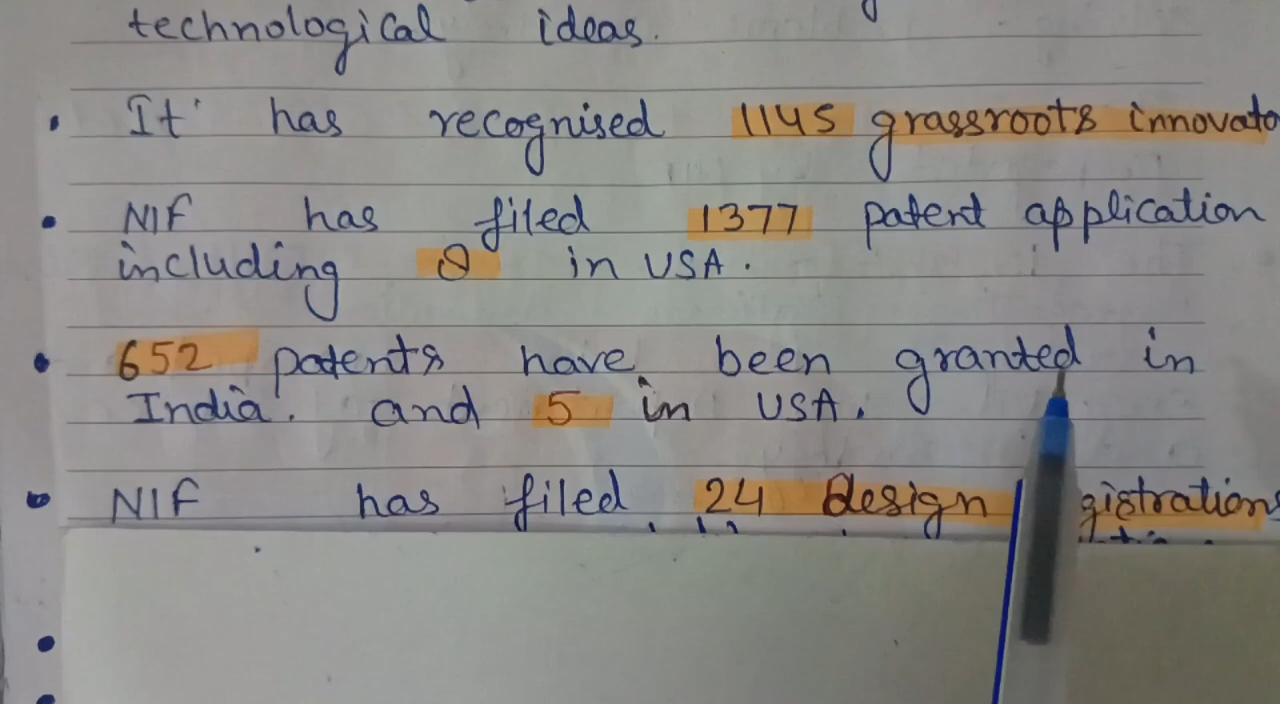 technological ideas.
It has recognised 1145 grassroots innovato
NIF has filed 1377 patent application
including 8 in USA.
652 patents have been granted in
India. and 5 in USA.
NIF has filed 24 design gistrations